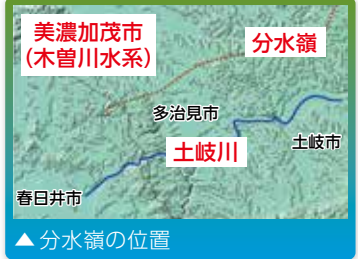 美濃加茂市
(木曽川水系)
分水嶺
多治見市
土岐川
土岐市
春日井市
▲分水嶺の位置